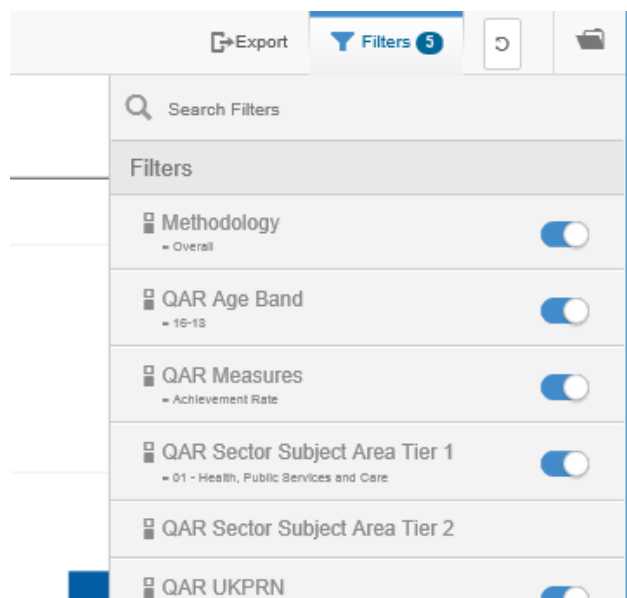 Export Filters 5
Search Filters
Filters
Methodology
= Overall
QAR Age Band
= 16-18
QAR Measures
= Achievement Rate
QAR Sector Subject Area Tier 1
= 01 - Health, Public Services and Care
QAR Sector Subject Area Tier 2
QAR UKPRN